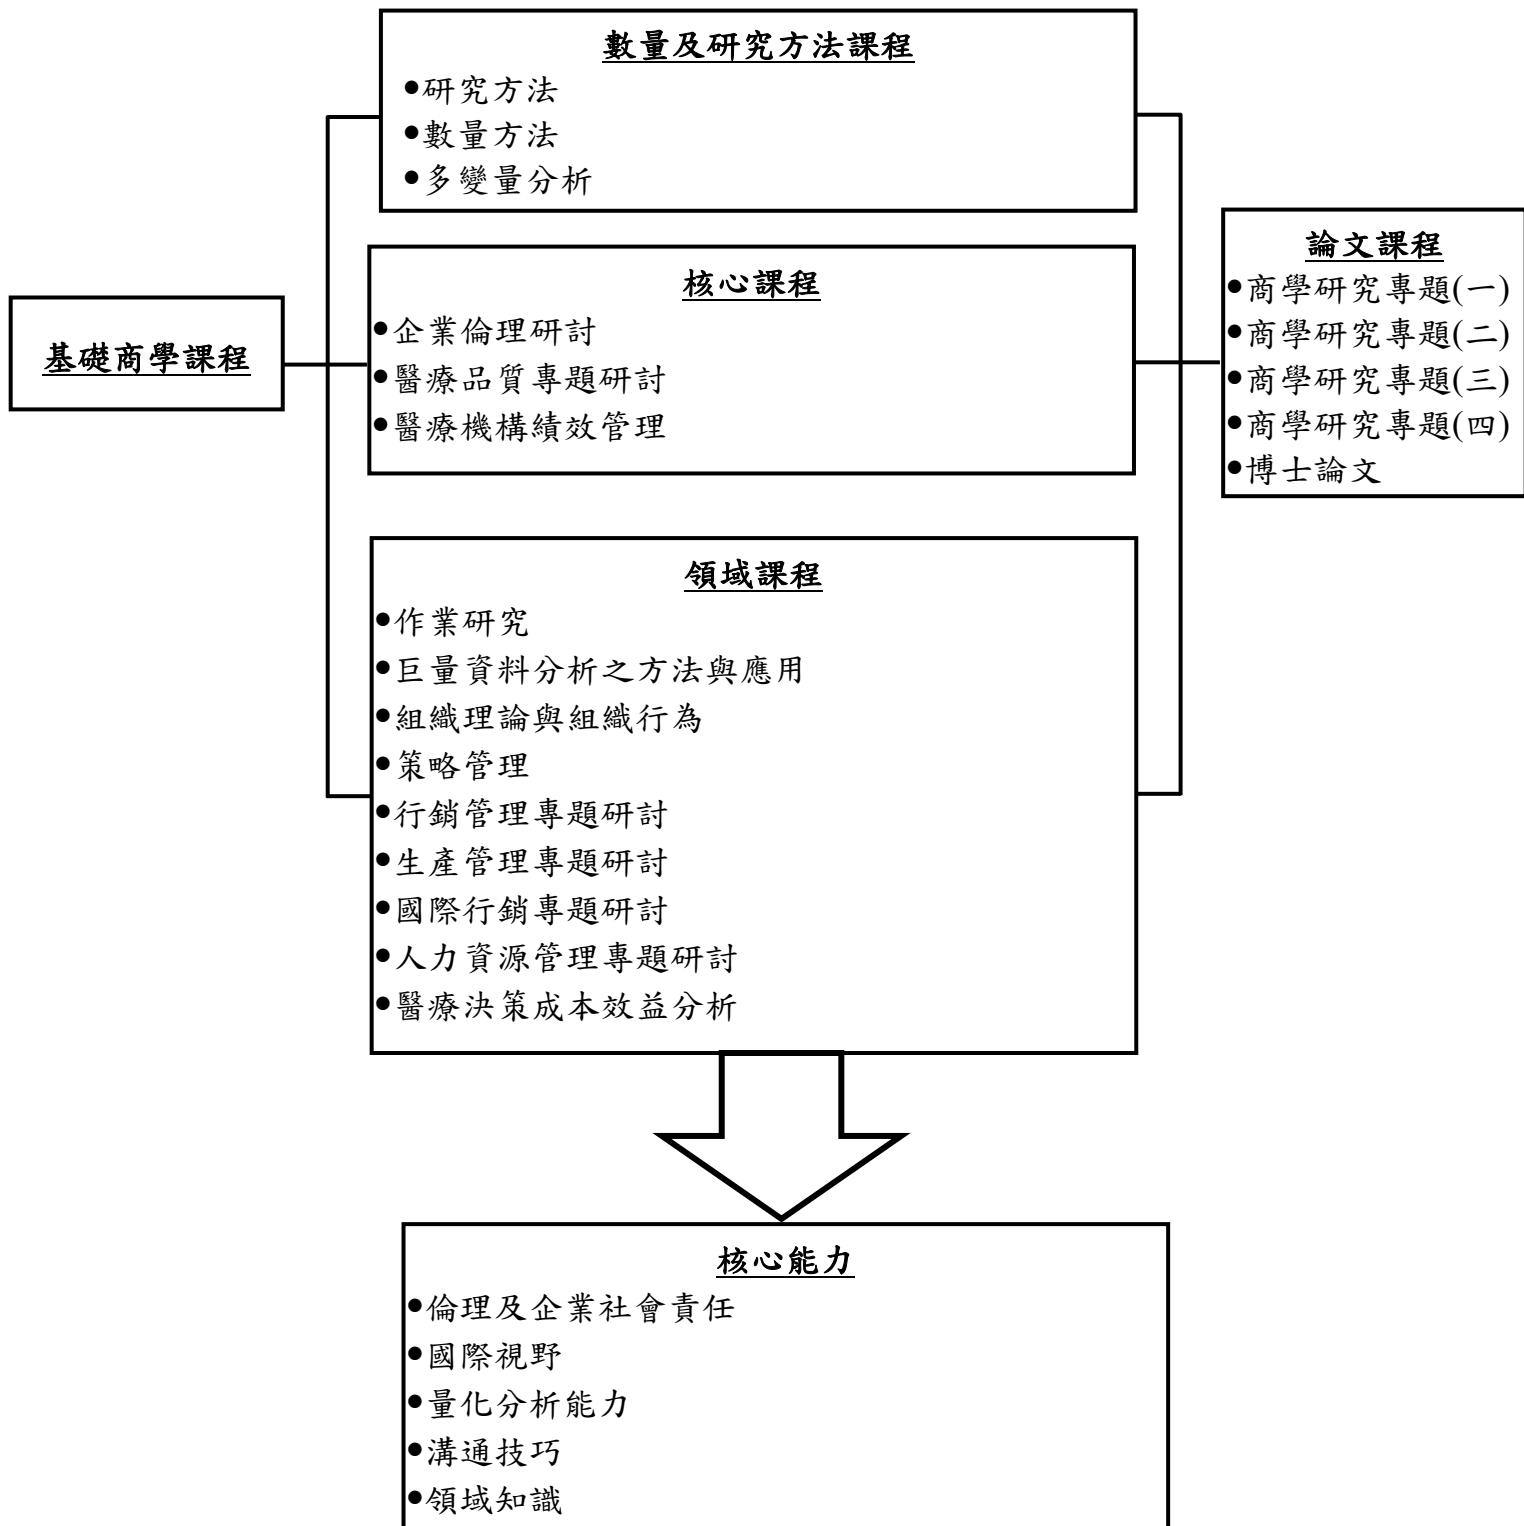 數量及研究方法課程
●研究方法
●數量方法
●多變量分析
基礎商學課程
核心課程
●企業倫理研討
●醫療品質專題研討
●醫療機構績效管理
論文課程
●商學研究專題(一)
●商學研究專題(二)
●商學研究專題(三)
●商學研究專題(四)
●博士論文
領域課程
●作業研究
●巨量資料分析之方法與應用
●組織理論與組織行為
●策略管理
●行銷管理專題研討
●生產管理專題研討
●國際行銷專題研討
●人力資源管理專題研討
●醫療決策成本效益分析
核心能力
●倫理及企業社會責任
●國際視野
●量化分析能力
●溝通技巧
●領域知識